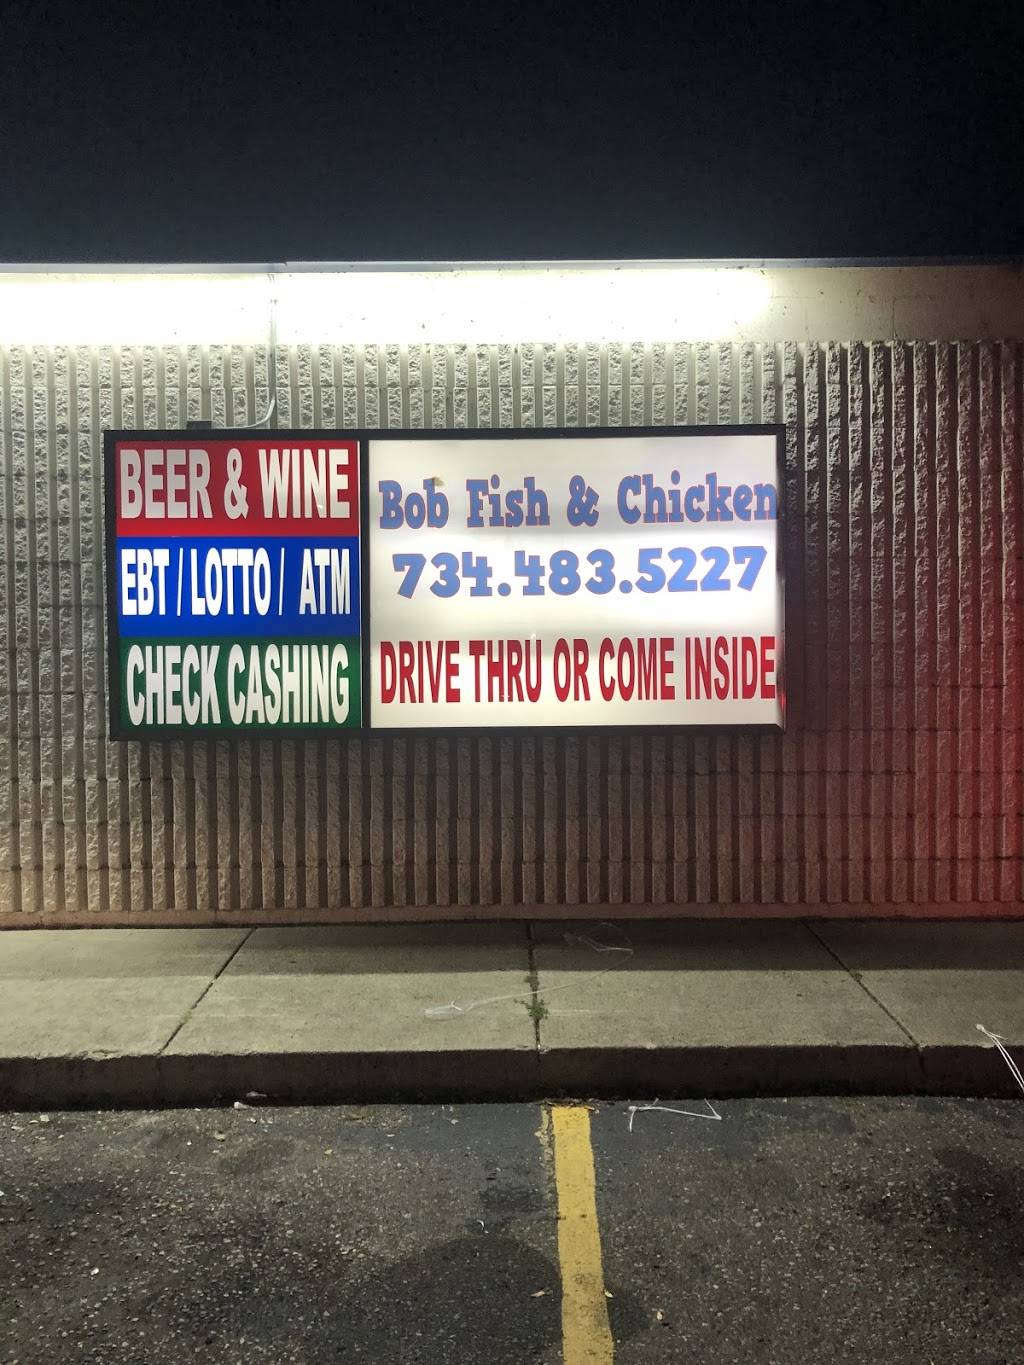 BEER & WINE
EBT / LOTTO / ATM
CHECK CASHING
Bob Fish & Chicken
734.483.5227
DRIVE THRU OR COME INSIDE